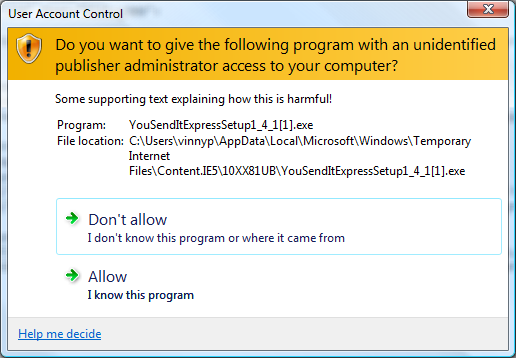 User Account Control
Do you want to give the following program with an unidentified
publisher administrator access to your computer?
Some supporting text explaining how this is harmful!
Program: YouSendItExpressSetup1_4_1[1].exe
File location: C:\Users\vinnyp\AppData\Local\Microsoft\Windows\Temporary
Internet
Files\Content.IE5\10XX81UB\YouSendItExpressSetup1_4_1[1].exe
Don't allow
I don't know this program or where it came from
Allow
I know this program
Help me decide